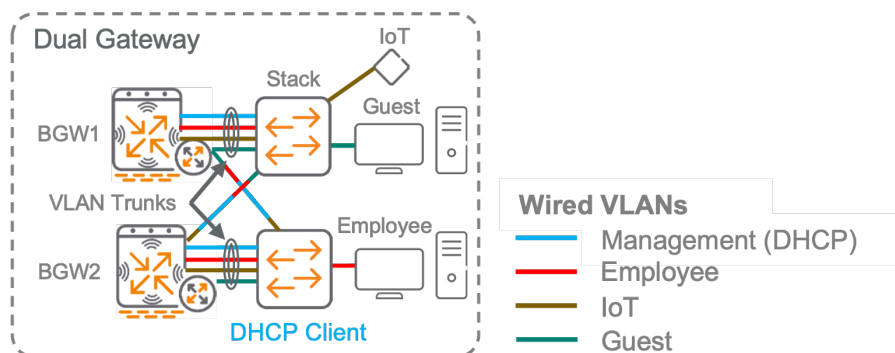 Dual Gateway
IoT
Stack
Guest
BGW1
VLAN Trunks
Employee
BGW2
DHCP Client
Wired VLANs
Management (DHCP)
Employee
IoT
Guest